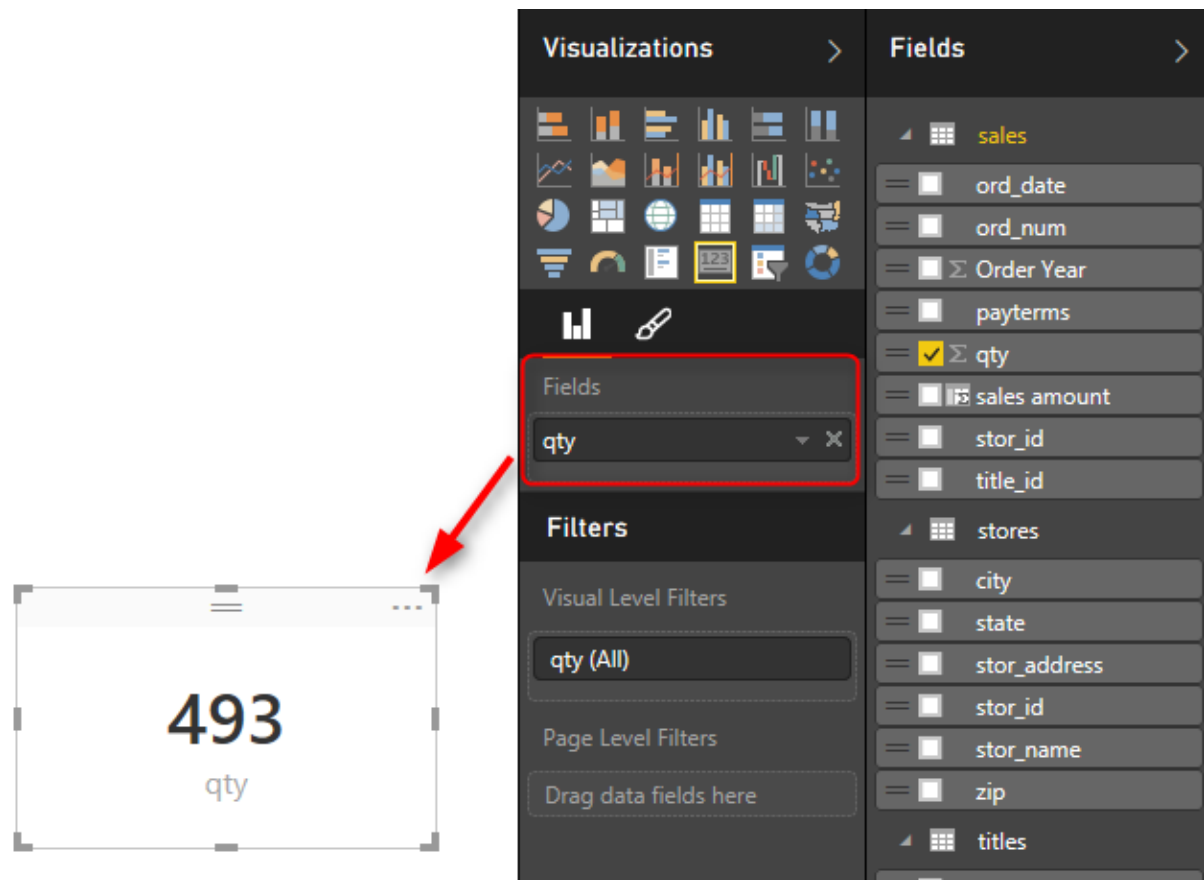 Visualizations
123
Fields
qty
Filters
Visual Level Filters
qty (All)
Page Level Filters
Drag data fields here
493
qty
Fields
sales
ord_date
ord_num
Σ Order Year
payterms
Σ qty
sales amount
stor_id
title_id
stores
city
state
stor_address
stor_id
stor_name
zip
titles